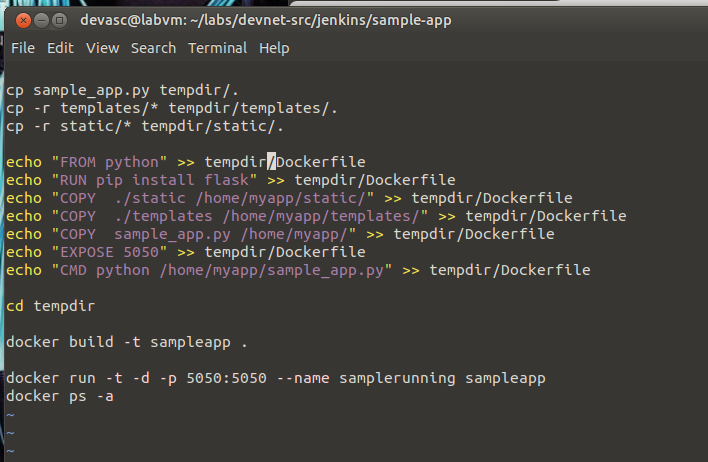 devasc@labvm: ~/labs/devnet-src/jenkins/sample-app
File Edit View Search Terminal Help
cp sample_app.py tempdir/.
cp -r templates/* tempdir/templates/.
cp -r static/* tempdir/static/.
echo "FROM python" >> tempdir/Dockerfile
echo "RUN pip install flask" >> tempdir/Dockerfile
echo "COPY  ./static /home/myapp/static/" >> tempdir/Dockerfile
echo "COPY  ./templates /home/myapp/templates/" >> tempdir/Dockerfile
echo "COPY  sample_app.py /home/myapp/" >> tempdir/Dockerfile
echo "EXPOSE 5050" >> tempdir/Dockerfile
echo "CMD python /home/myapp/sample_app.py" >> tempdir/Dockerfile
cd tempdir
docker build -t sampleapp .
docker run -t -d -p 5050:5050 --name samplerunning sampleapp
docker ps -a
~
~
~